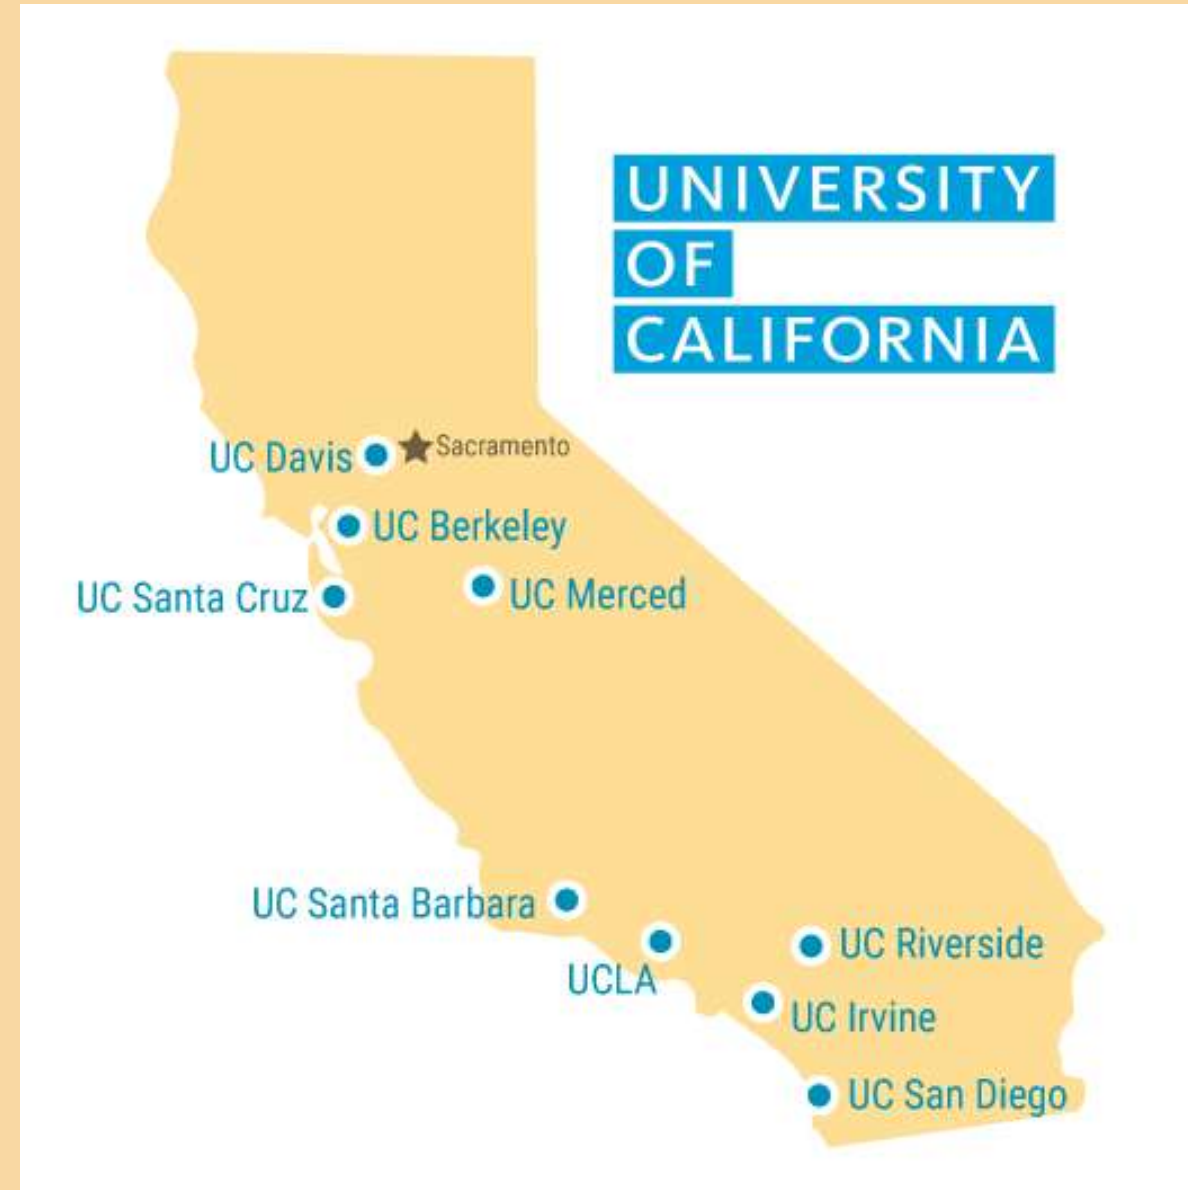 UNIVERSITY
OF
CALIFORNIA
UC Davis
Sacramento
UC Berkeley
UC Santa Cruz
UC Merced
UC Santa Barbara
UCLA
UC Riverside
UC Irvine
UC San Diego